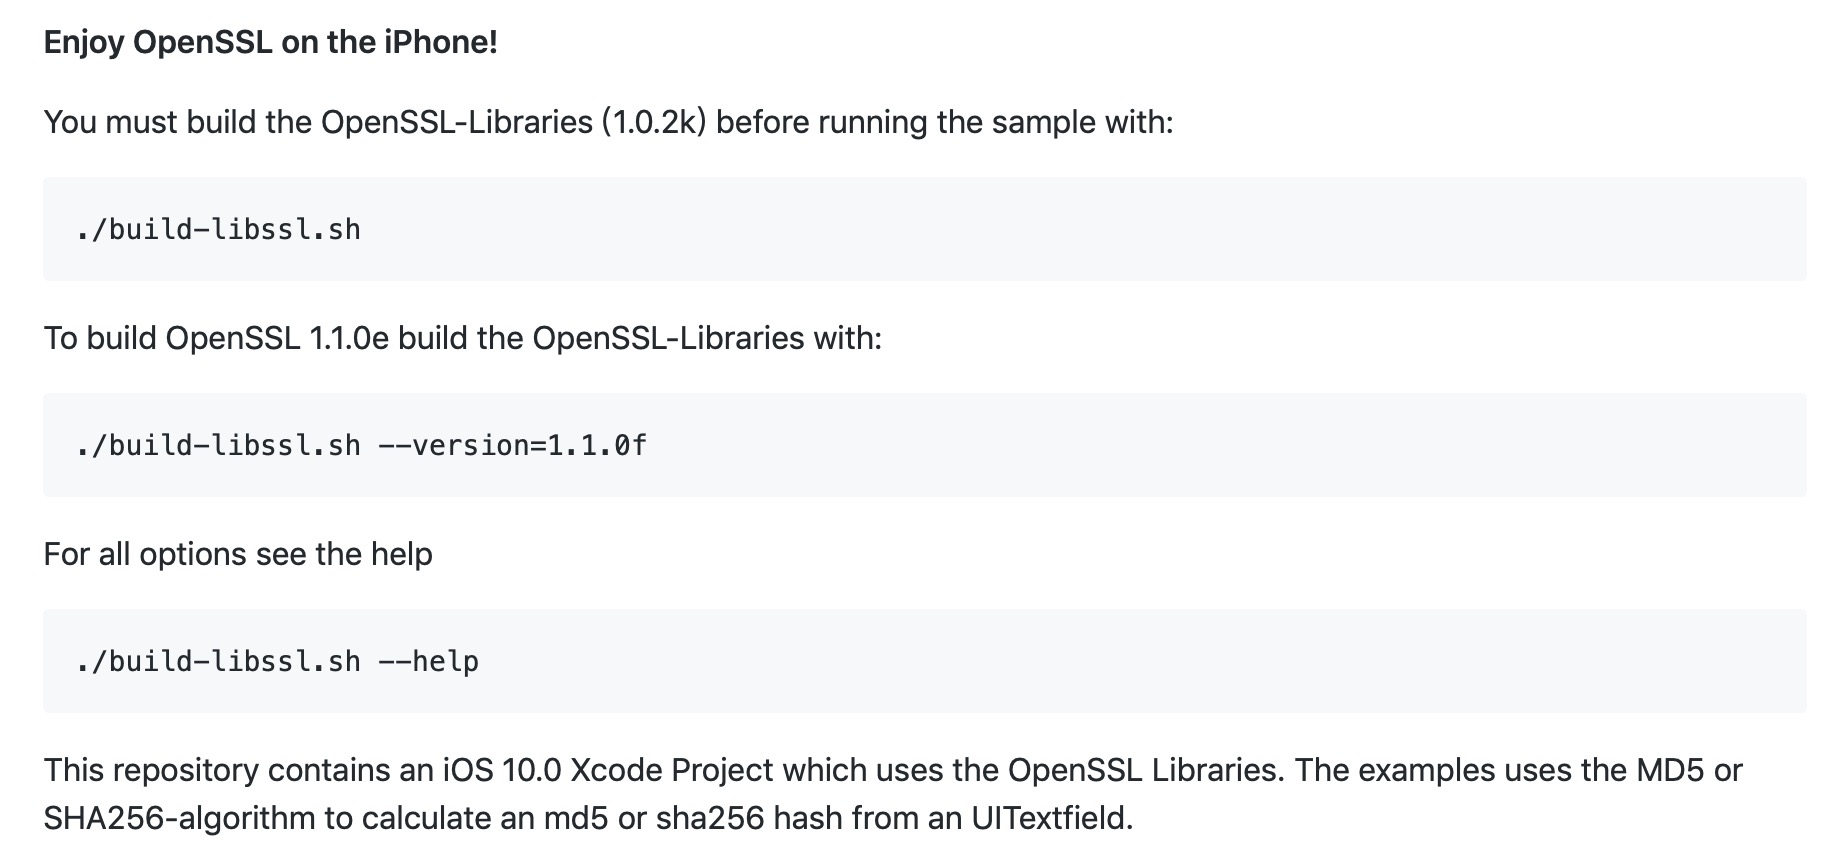 Enjoy OpenSSL on the iPhone!
You must build the OpenSSL-Libraries (1.0.2k) before running the sample with:
./build-libssl.sh
To build OpenSSL 1.1.0e build the OpenSSL-Libraries with:
./build-libssl.sh --version=1.1.0f
For all options see the help
./build-libssl.sh --help
This repository contains an iOS 10.0 Xcode Project which uses the OpenSSL Libraries. The examples uses the MD5 or
SHA256-algorithm to calculate an md5 or sha256 hash from an UITextfield.